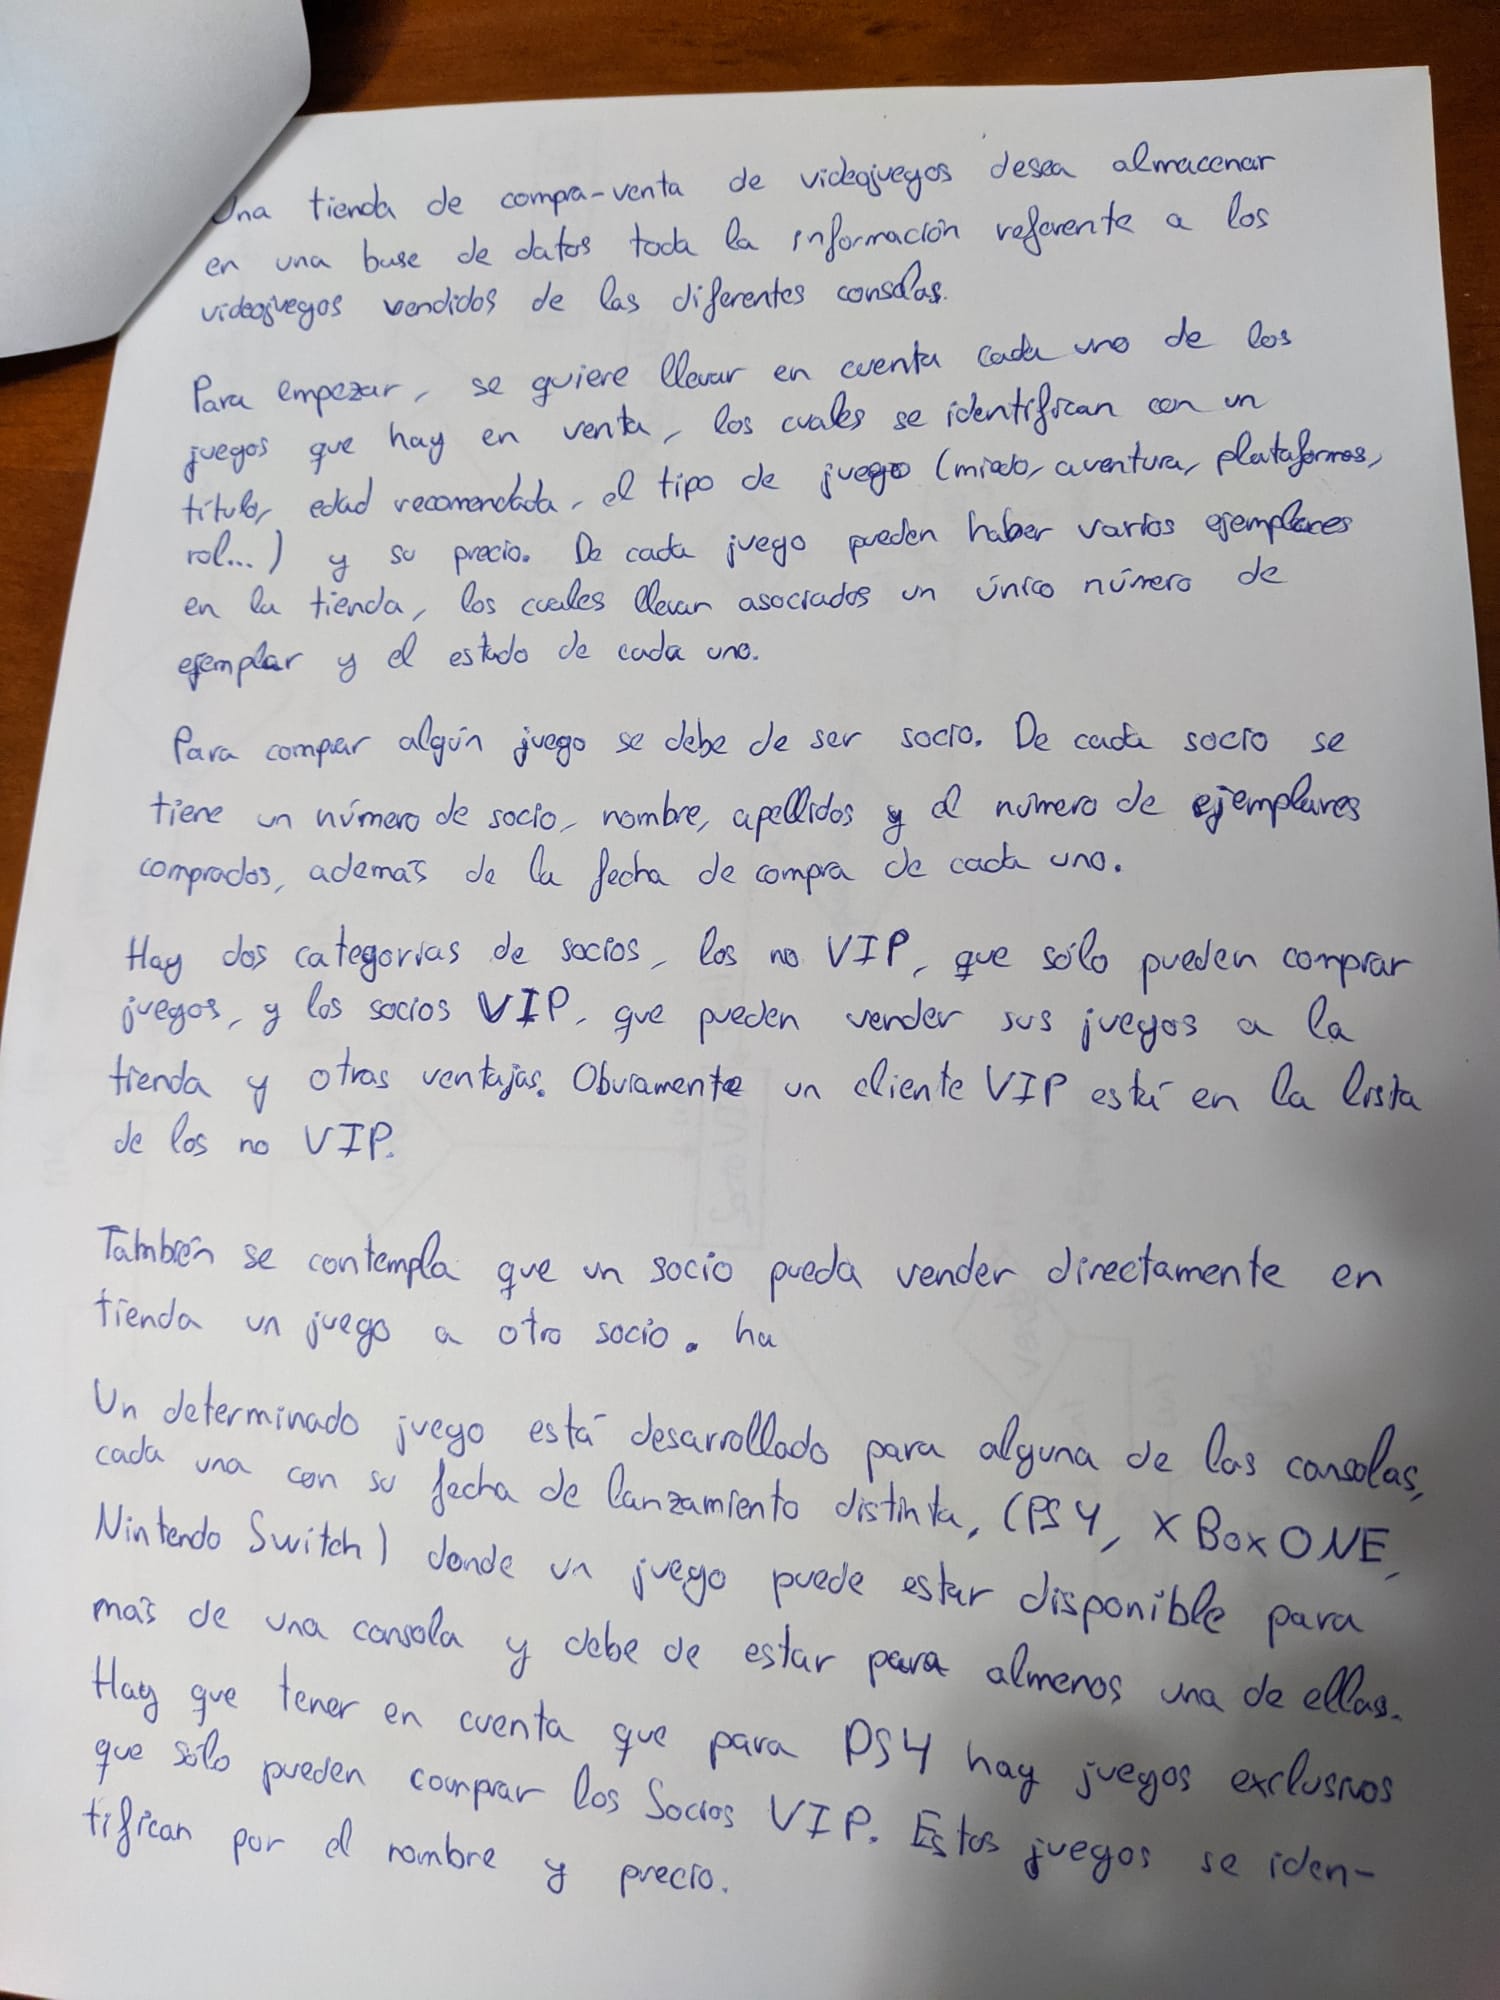 Una tienda de compra-venta de videojuegos desea almacenar
en una base de datos toda la información referente a los
videojuegos vendidos de las diferentes consolas.
Para empezar, se quiere llevar en cuenta cada uno de los
juegos que hay en venta, los cuales se identifican con un
título, edad recomendada, el tipo de juego (miedo, aventura, plataformas,
rol...) y su precio. De cada juego pueden haber varios ejemplares
en la tienda, los cuales llevan asociados un único número de
ejemplar y el estado de cada uno.
Para comprar algún juego se debe de ser socio. De cada socio se
tiene un número de socio, nombre, apellidos y el número de ejemplares
comprados, además de la fecha de compra de cada uno.
Hay dos categorías de socios, los no VIP, que sólo pueden comprar
juegos, y los socios VIP, que pueden vender sus juegos a la
tienda y otras ventajas. Obviamente un cliente VIP está en la lista
de los no VIP.
También se contempla que un socio pueda vender directamente en
tienda un juego a otro socio. ha
Un determinado juego está desarrollado para alguna de las consolas,
cada una con su fecha de lanzamiento distinta, (PS4, XBox ONE,
Nintendo Switch) donde un juego puede estar disponible para
más de una consola y debe de estar para almenos una de ellas.
Hay que tener en cuenta que para PS4 hay juegos exclusivos
que sólo pueden comprar los Socios VIP. Estos juegos se iden-
tifican por el nombre y precio.